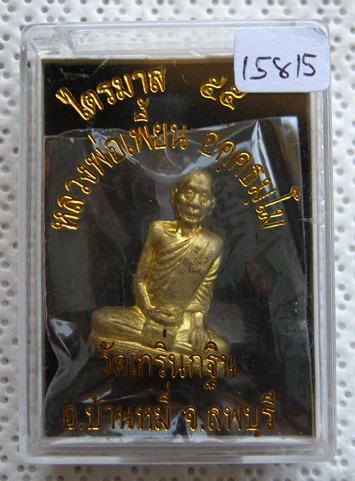 15815
ไตรมาส ๕๕
หลวงพ่อเพี้ยน อคฺคธมฺโม
วัดเกริ่นกฐิน
อ.บ้านหมี่ จ.ลพบุรี